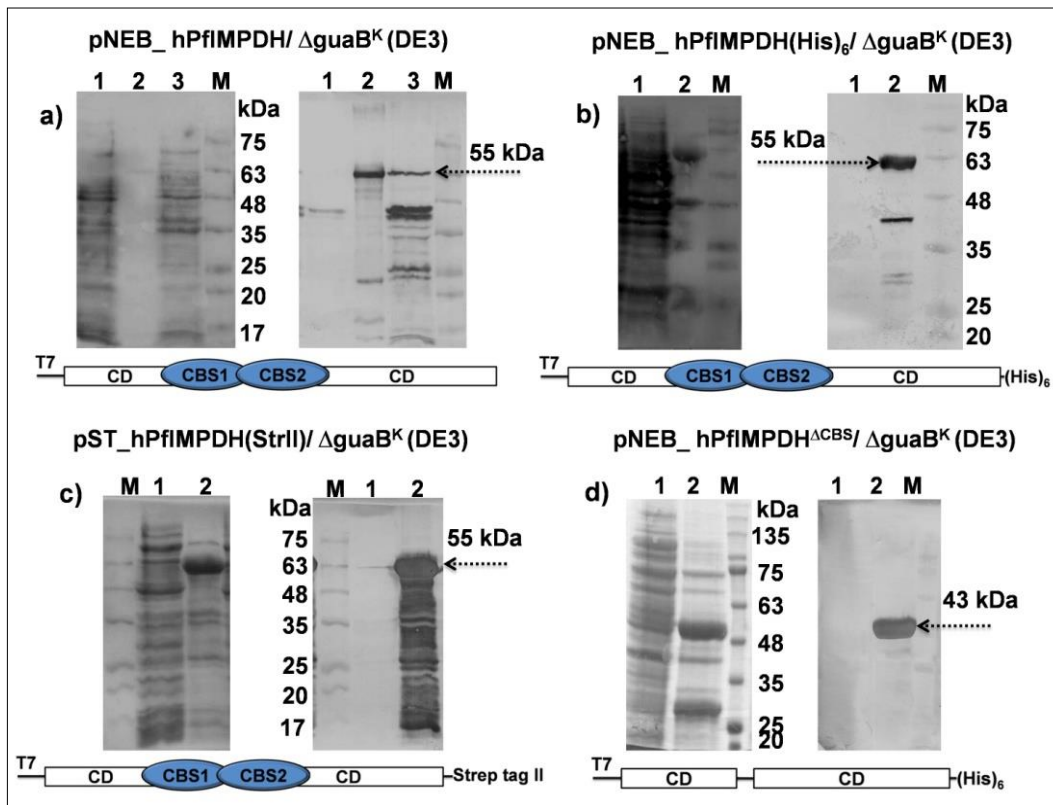 pNEB_ hPfIMPDH/ ΔguaBᴷ (DE3)
a)
1 2 3 M
kDa
75
63
48
35
25
20
17
1 2 3 M
55 kDa
T7
CD CBS1 CBS2 CD
pNEB_ hPfIMPDH(His)₆/ ΔguaBᴷ (DE3)
b)
1 2 M
55 kDa
1 2 M
kDa
75
63
48
35
25
20
T7
CD CBS1 CBS2 CD -(His)₆
pST_hPfIMPDH(StrII)/ ΔguaBᴷ (DE3)
c)
M 1 2
kDa
75
63
48
35
25
20
17
M 1 2
55 kDa
T7
CD CBS1 CBS2 CD -Strep tag II
pNEB_ hPfIMPDH^ΔCBS/ ΔguaBᴷ (DE3)
d)
1 2 M
kDa
135
75
63
48
35
25
20
1 2 M
43 kDa
T7
CD CD -(His)₆